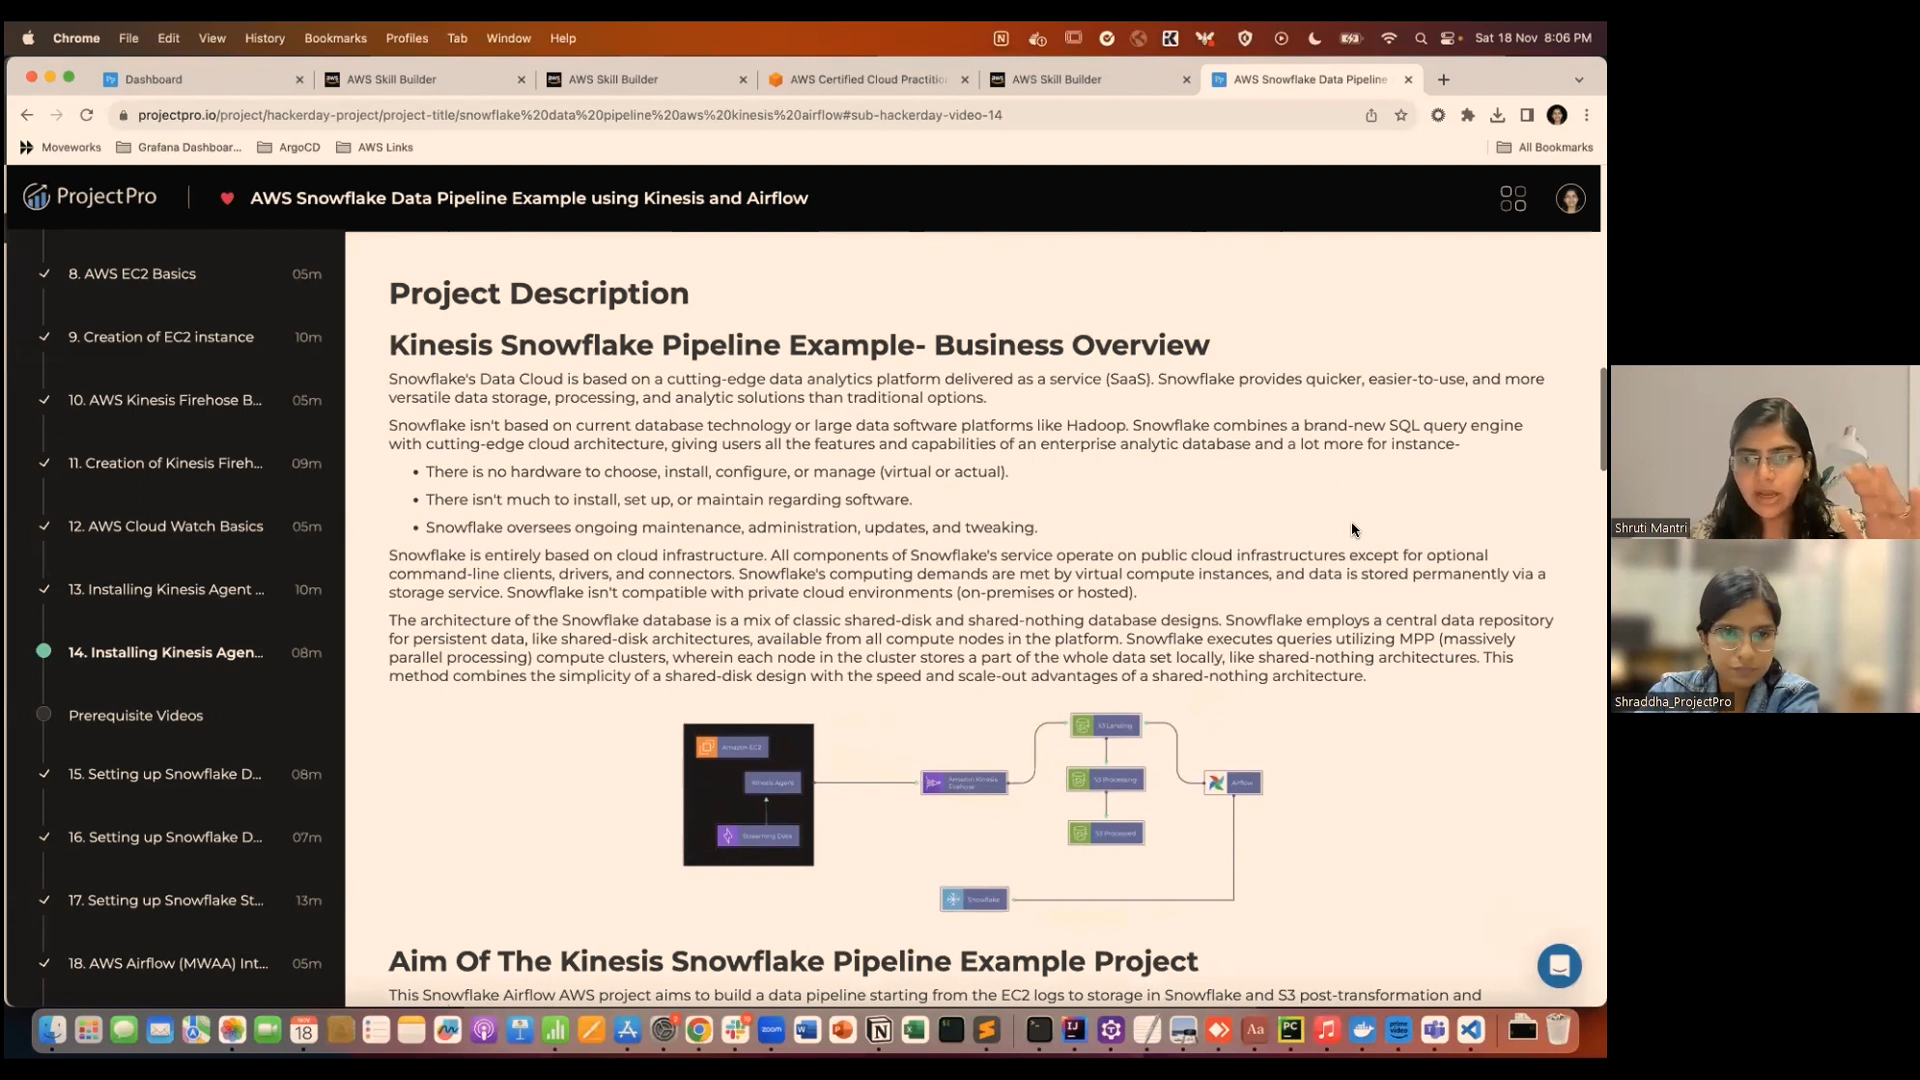 Chrome File Edit View History Bookmarks Profiles Tab Window Help Sat 18 Nov 8:06 PM
Dashboard AWS Skill Builder AWS Skill Builder AWS Certified Cloud Practitio AWS Skill Builder AWS Snowflake Data Pipeline
projectpro.io/project/hackerday-project/project-title/snowflake%20data%20pipeline%20aws%20kinesis%20airflow#sub-hackerday-video-14
Moveworks Grafana Dashboar... ArgoCD AWS Links All Bookmarks
ProjectPro AWS Snowflake Data Pipeline Example using Kinesis and Airflow
8. AWS EC2 Basics 05m
9. Creation of EC2 instance 10m
10. AWS Kinesis Firehose B... 05m
11. Creation of Kinesis Fireh... 09m
12. AWS Cloud Watch Basics 05m
13. Installing Kinesis Agent ... 10m
14. Installing Kinesis Agen... 08m
Prerequisite Videos
15. Setting up Snowflake D... 08m
16. Setting up Snowflake D... 07m
17. Setting up Snowflake St... 13m
18. AWS Airflow (MWAA) Int... 05m
Project Description
Kinesis Snowflake Pipeline Example- Business Overview
Snowflake's Data Cloud is based on a cutting-edge data analytics platform delivered as a service (SaaS). Snowflake provides quicker, easier-to-use, and more
versatile data storage, processing, and analytic solutions than traditional options.
Snowflake isn't based on current database technology or large data software platforms like Hadoop. Snowflake combines a brand-new SQL query engine
with cutting-edge cloud architecture, giving users all the features and capabilities of an enterprise analytic database and a lot more for instance-
• There is no hardware to choose, install, configure, or manage (virtual or actual).
• There isn't much to install, set up, or maintain regarding software.
• Snowflake oversees ongoing maintenance, administration, updates, and tweaking.
Snowflake is entirely based on cloud infrastructure. All components of Snowflake's service operate on public cloud infrastructures except for optional
command-line clients, drivers, and connectors. Snowflake's computing demands are met by virtual compute instances, and data is stored permanently via a
storage service. Snowflake isn't compatible with private cloud environments (on-premises or hosted).
The architecture of the Snowflake database is a mix of classic shared-disk and shared-nothing database designs. Snowflake employs a central data repository
for persistent data, like shared-disk architectures, available from all compute nodes in the platform. Snowflake executes queries utilizing MPP (massively
parallel processing) compute clusters, wherein each node in the cluster stores a part of the whole data set locally, like shared-nothing architectures. This
method combines the simplicity of a shared-disk design with the speed and scale-out advantages of a shared-nothing architecture.
Amazon EC2
Kinesis Agent
Streaming Data
Amazon Kinesis
Firehose
S3 Landing
S3 Processing
S3 Processed
Airflow
Snowflake
Aim Of The Kinesis Snowflake Pipeline Example Project
This Snowflake Airflow AWS project aims to build a data pipeline starting from the EC2 logs to storage in Snowflake and S3 post-transformation and
Shruti Mantri
Shraddha_ProjectPro